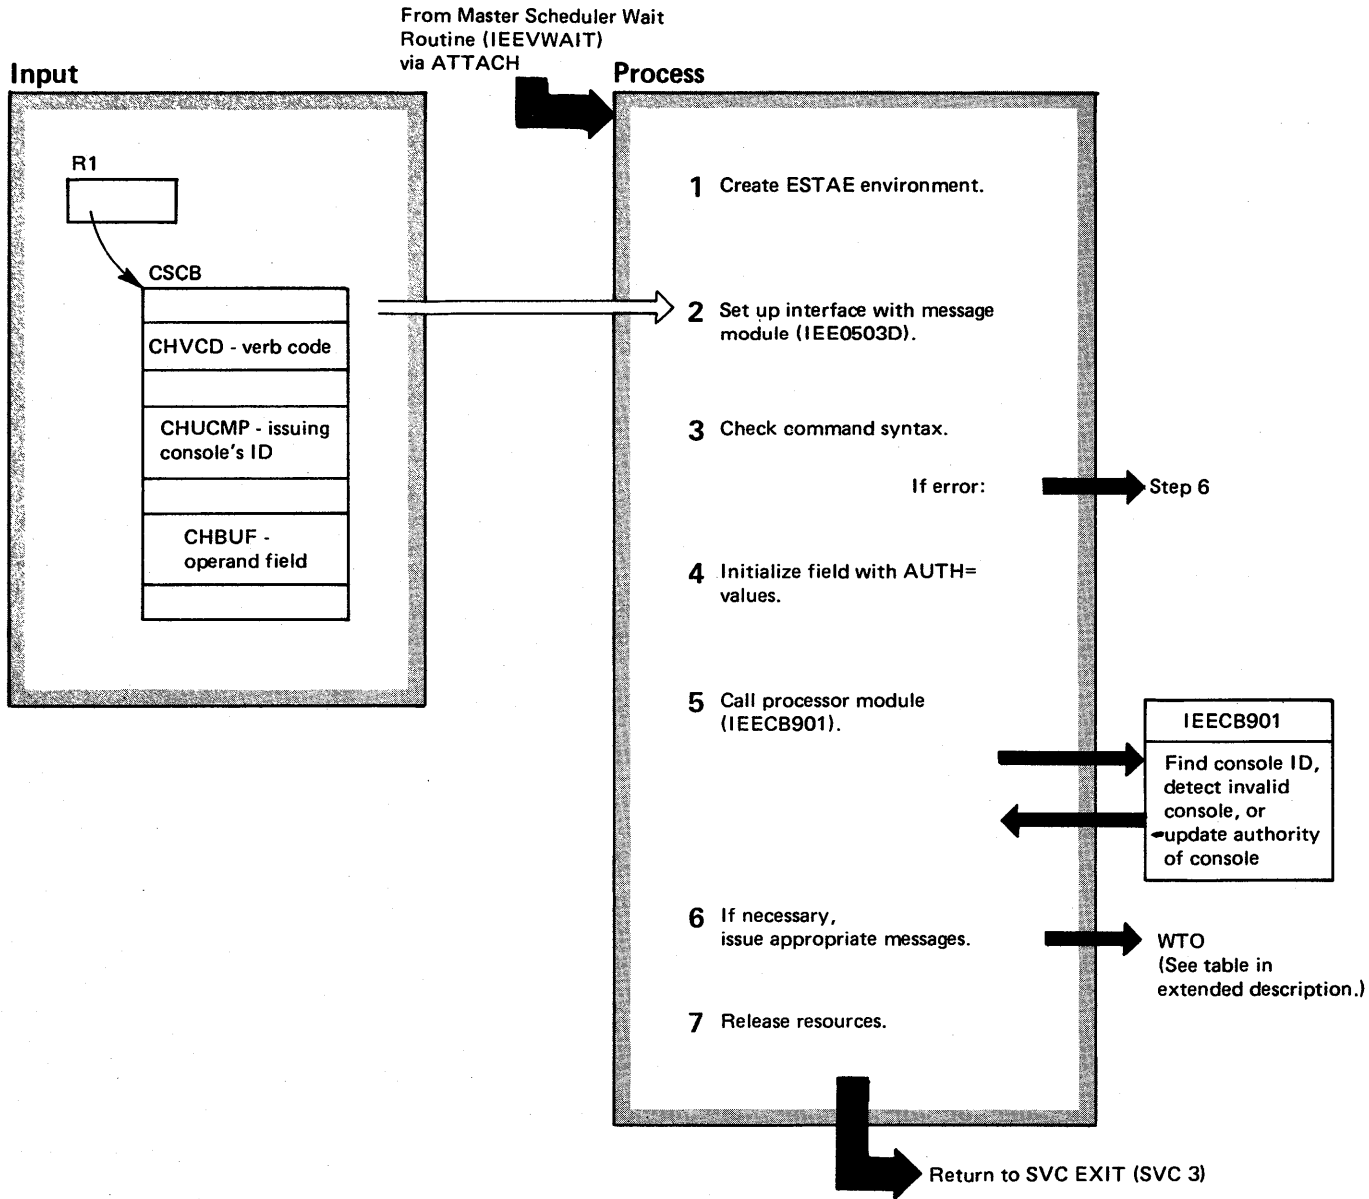 From Master Scheduler Wait
Routine (IEEVWAIT)
via ATTACH
Input
Process
R1
CSCB
CHVCD - verb code
CHUCMP - issuing
console's ID
CHBUF -
operand field
1 Create ESTAE environment.
2 Set up interface with message
module (IEE0503D).
3 Check command syntax.
If error:
Step 6
4 Initialize field with AUTH=
values.
5 Call processor module
(IEECB901).
IEECB901
Find console ID,
detect invalid
console, or
update authority
of console
6 If necessary,
issue appropriate messages.
WTO
(See table in
extended description.)
7 Release resources.
Return to SVC EXIT (SVC 3)